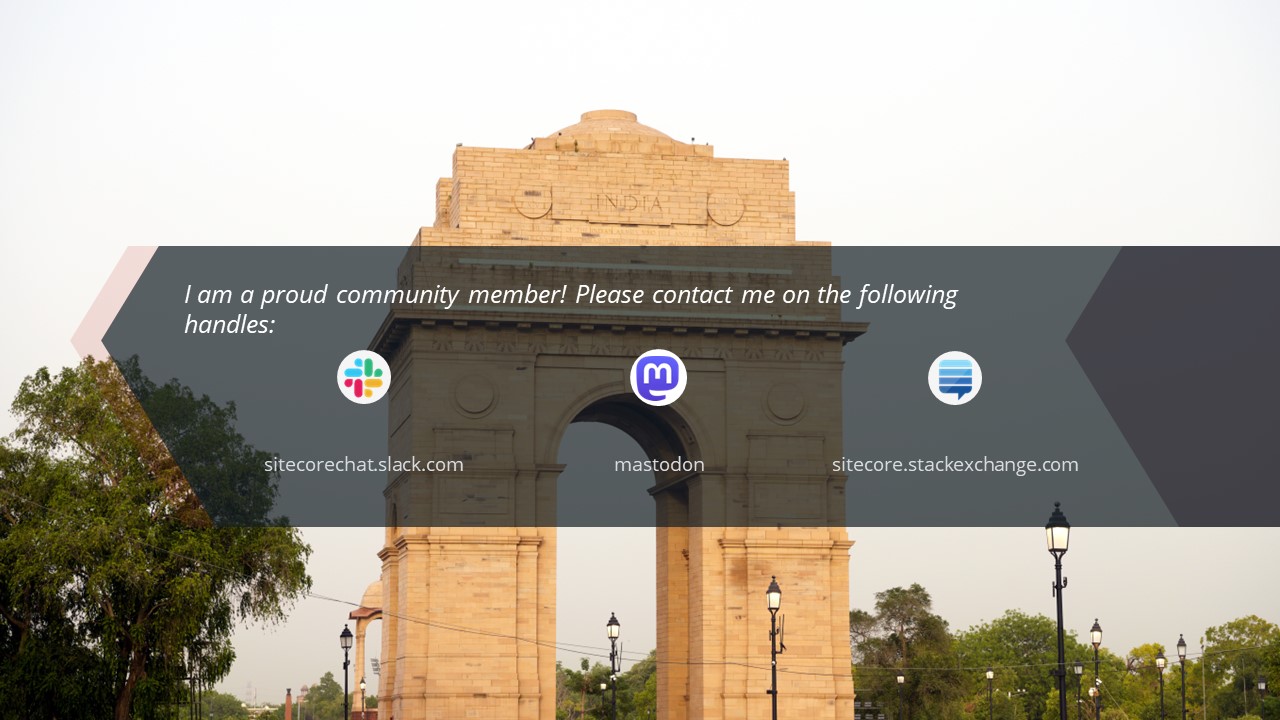 INDIA
I am a proud community member! Please contact me on the following
handles:
sitecorechat.slack.com
mastodon
sitecore.stackexchange.com